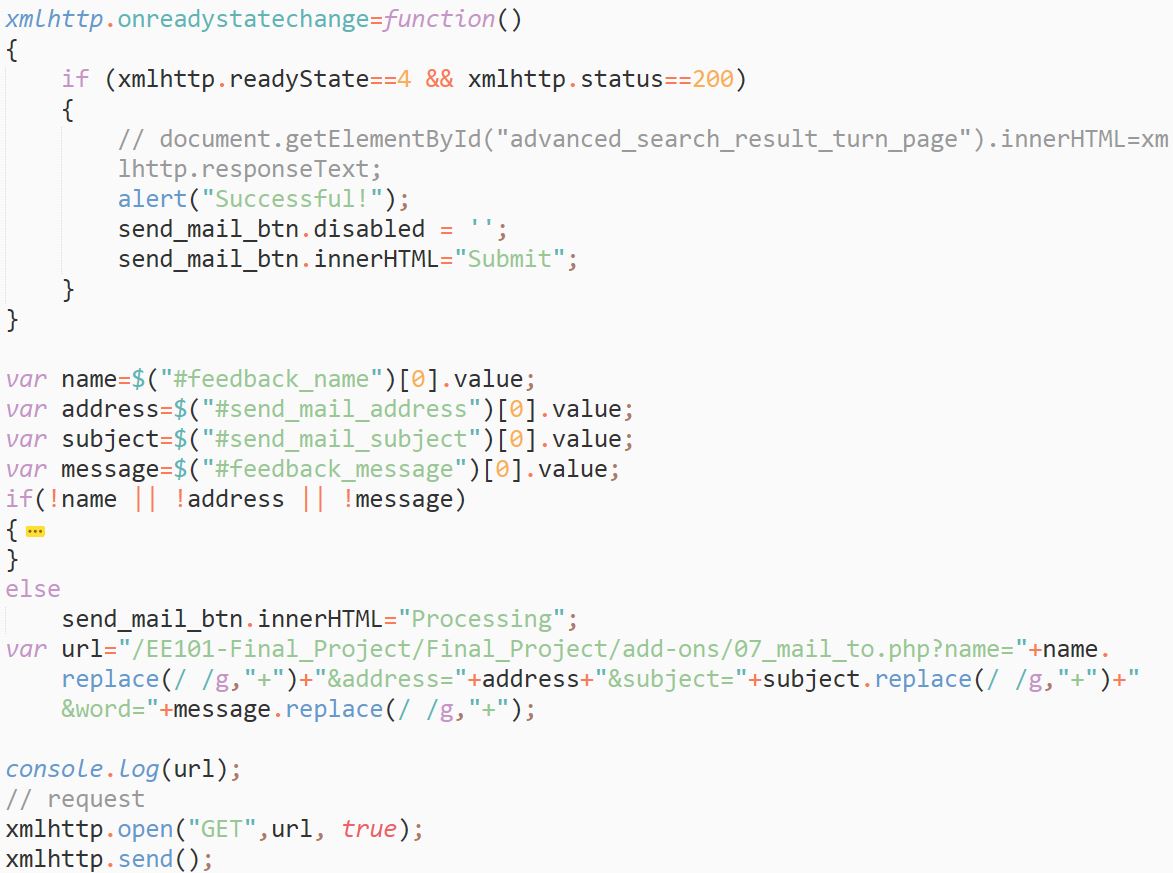 xmlhttp.onreadystatechange=function()
{
    if (xmlhttp.readyState==4 && xmlhttp.status==200)
    {
        // document.getElementById("advanced_search_result_turn_page").innerHTML=xm
        lhttp.responseText;
        alert("Successful!");
        send_mail_btn.disabled = '';
        send_mail_btn.innerHTML="Submit";
    }
}

var name=$("#feedback_name")[0].value;
var address=$("#send_mail_address")[0].value;
var subject=$("#send_mail_subject")[0].value;
var message=$("#feedback_message")[0].value;
if(!name || !address || !message)
{ ⋯
}
else
    send_mail_btn.innerHTML="Processing";
var url="/EE101-Final_Project/Final_Project/add-ons/07_mail_to.php?name="+name.
    replace(/ /g,"+")+"&address="+address+"&subject="+subject.replace(/ /g,"+")+"
    &word="+message.replace(/ /g,"+");

console.log(url);
// request
xmlhttp.open("GET",url, true);
xmlhttp.send();